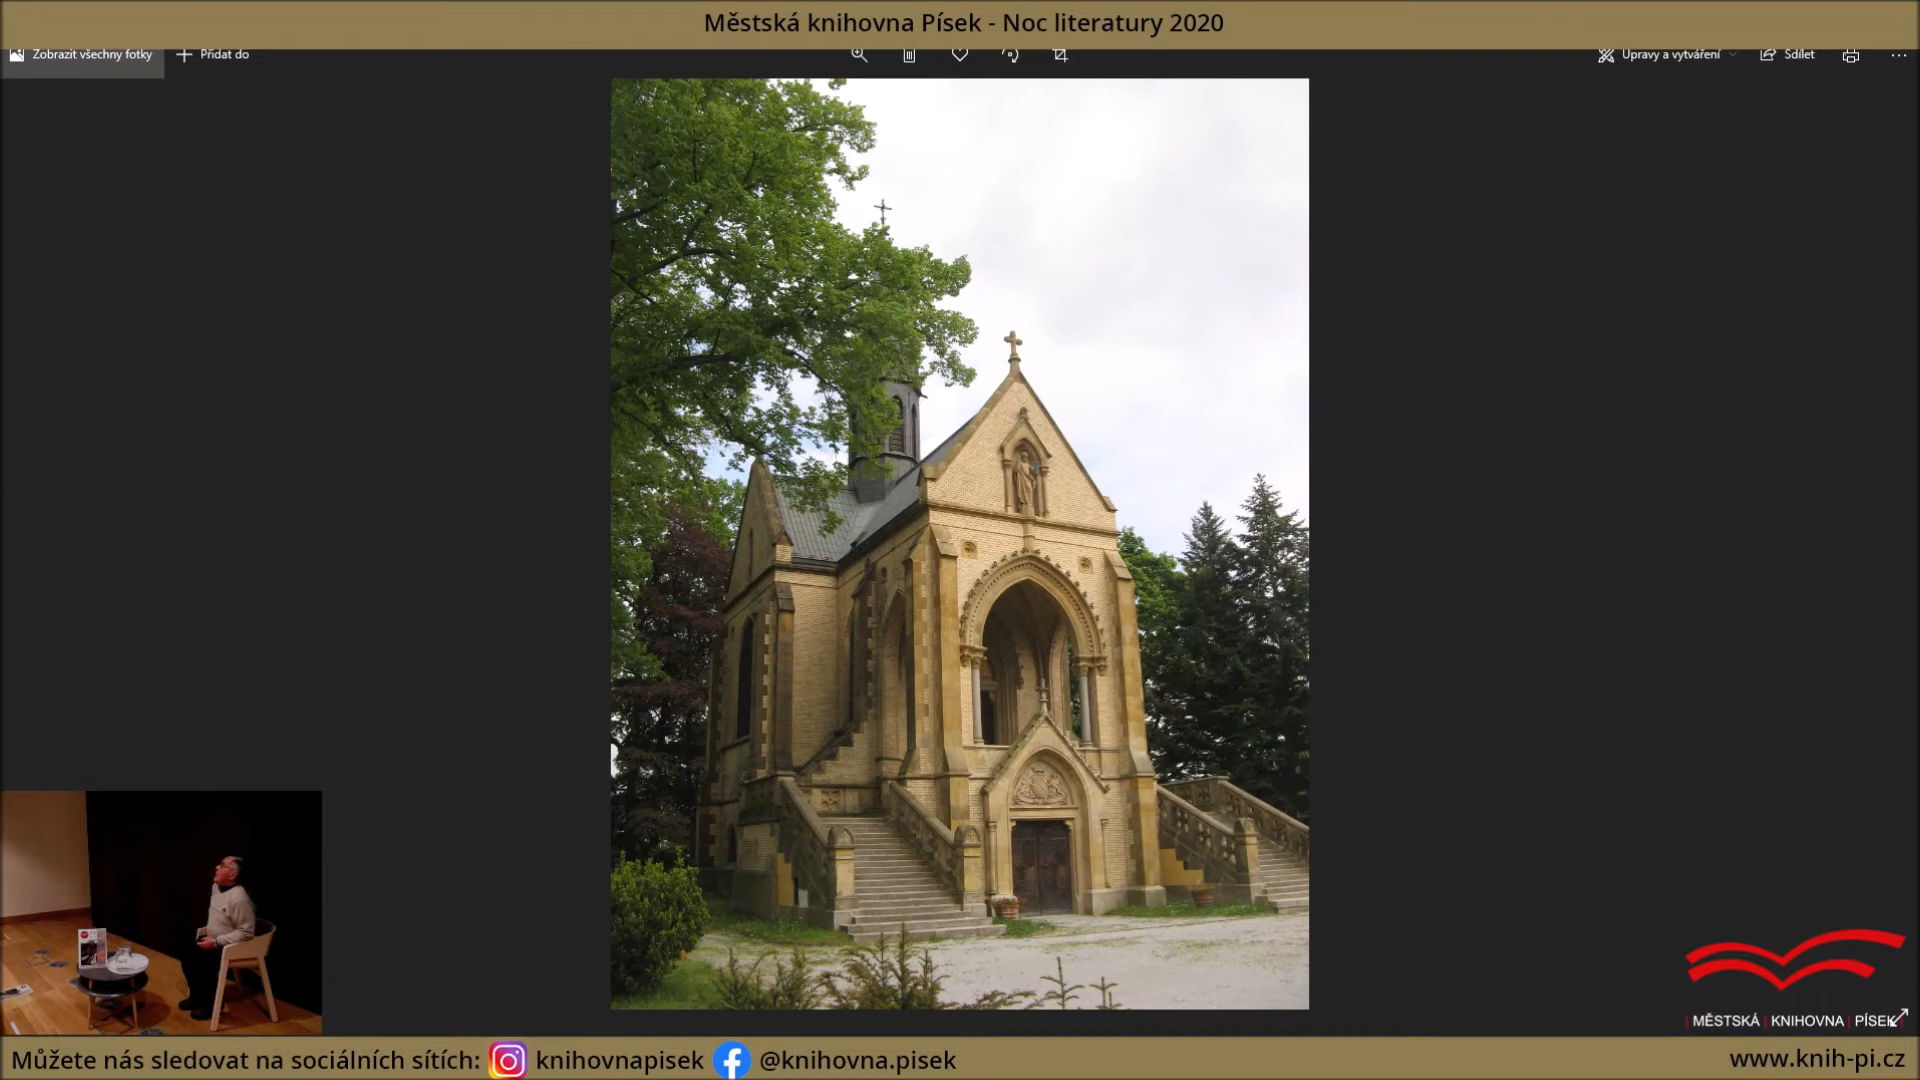 Městská knihovna Písek - Noc literatury 2020
Zobrazit všechny fotky
Přidat do
Upravy a vytváření
Sdílet
| MĚSTSKÁ | KNIHOVNA | PÍSEK
Můžete nás sledovat na sociálních sítích: knihovnapisek @knihovna.pisek
www.knih-pi.cz